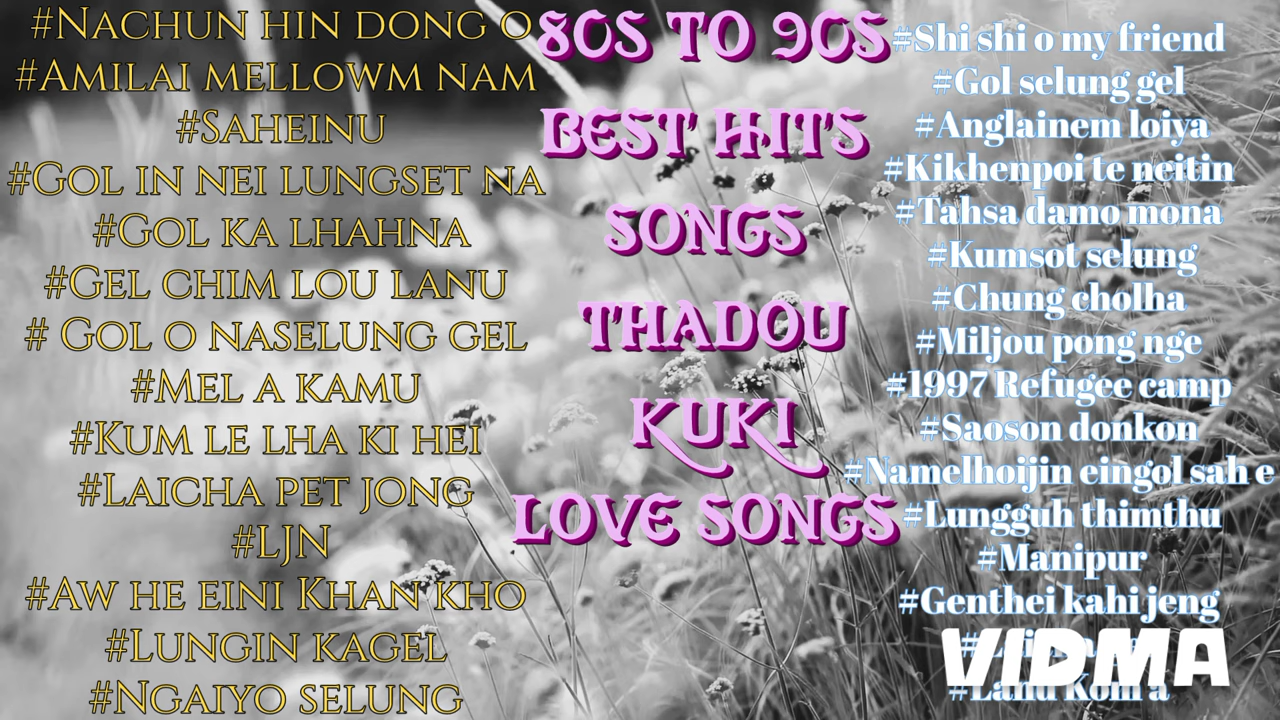 #Nachun hin dong o
#Amilai mellowm nam
#Saheinu
#Gol in nei lungset na
#Gol ka lhahna
#Gel chim lou lanu
# Gol o naselung gel
#Mel a kamu
#Kum le lha ki hei
#Laicha pet jong
#LJN
#Aw he eini Khan kho
#Lungin kagel
#Ngaiyo selung
80s to 90s
Best hits
songs
Thadou
Kuki
love songs
#Shi shi o my friend
#Gol selung gel
#Anglainem loiya
#Kikhenpoi te neitin
#Tahsa damo mona
#Kumsot selung
#Chung cholha
#Miljou pong nge
#1997 Refugee camp
#Saoson donkon
#Namelhoijin eingol sah e
#Lungguh thimthu
#Manipur
#Genthei kahi jeng
VIDMA
#Lanu Kom a